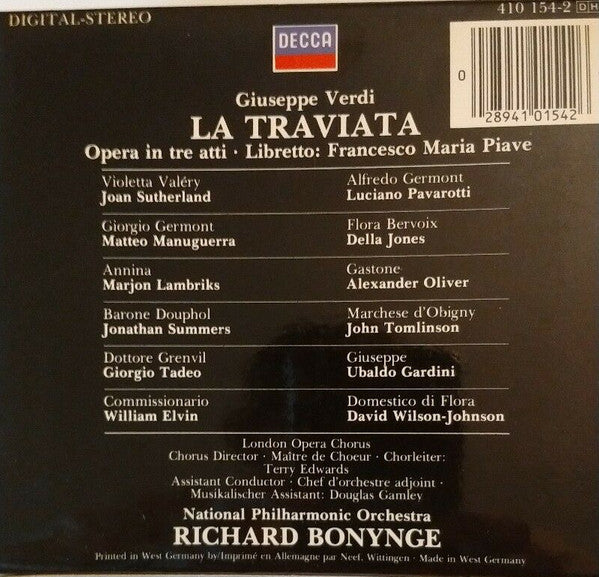 DIGITAL-STEREO
410 154-2 DH
DECCA
0
28941 01542
Giuseppe Verdi
LA TRAVIATA
Opera in tre atti · Libretto: Francesco Maria Piave
Violetta Valéry
Joan Sutherland
Alfredo Germont
Luciano Pavarotti
Giorgio Germont
Matteo Manuguerra
Flora Bervoix
Della Jones
Annina
Marjon Lambriks
Gastone
Alexander Oliver
Barone Douphol
Jonathan Summers
Marchese d'Obigny
John Tomlinson
Dottore Grenvil
Giorgio Tadeo
Giuseppe
Ubaldo Gardini
Commissionario
William Elvin
Domestico di Flora
David Wilson-Johnson
London Opera Chorus
Chorus Director · Maître de Choeur · Chorleiter:
Terry Edwards
Assistant Conductor · Chef d'orchestre adjoint ·
Musikalischer Assistant: Douglas Gamley
National Philharmonic Orchestra
RICHARD BONYNGE
Printed in West Germany by/Imprimé en Allemagne par Neef, Wittingen · Made in West Germany